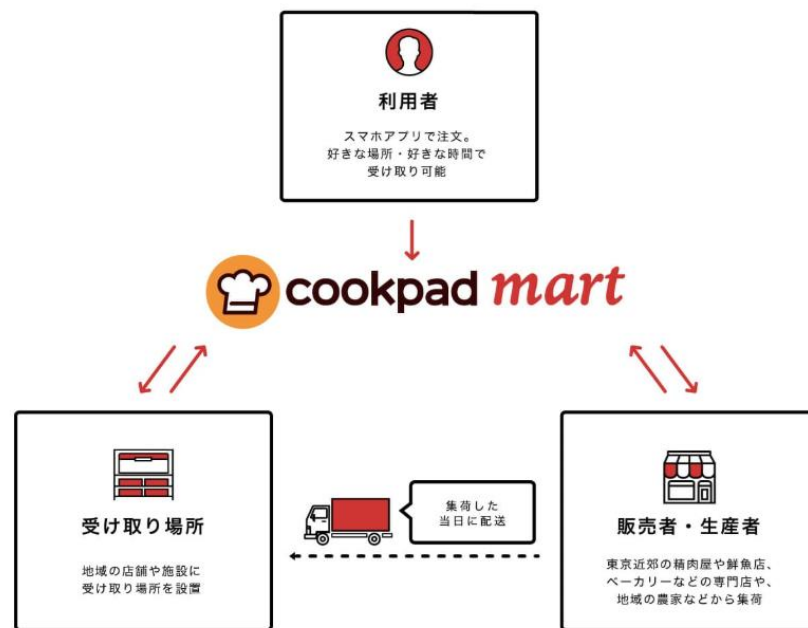 利用者
スマホアプリで注文。
好きな場所・好きな時間で
受け取り可能
cookpad mart
受け取り場所
地域の店舗や施設に
受け取り場所を設置
集荷した
当日に配送
販売者・生産者
東京近郊の精肉屋や鮮魚店、
ベーカリーなどの専門店や、
地域の農家などから集荷